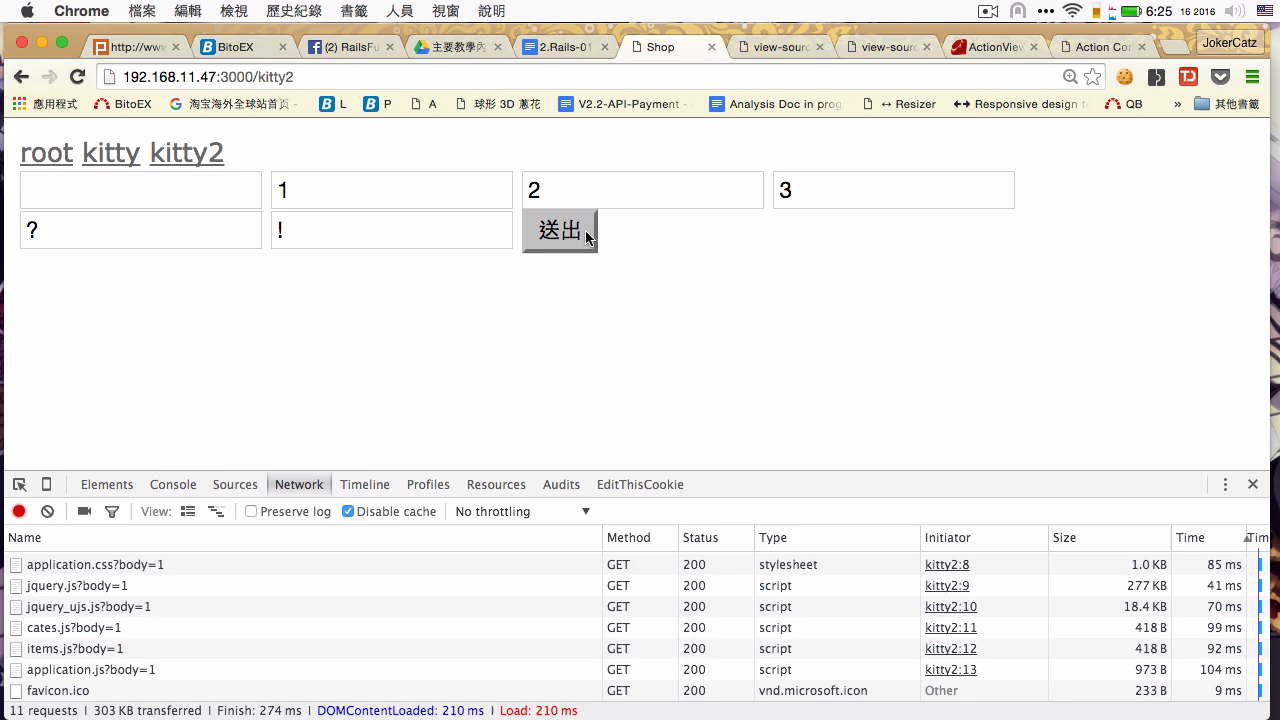 Chrome 檔案 編輯 檢視 歷史紀錄 書籤 人員 視窗 說明 6:25 16 2016
http://ww BitoEX (2) RailsFu 主要教學內 2.Rails-01 Shop view-sour view-sour ActionView Action Con JokerCatz
192.168.11.47:3000/kitty2
應用程式 BitoEX 淘宝海外全球站首页 - L P A 球形 3D 蔥花 V2.2-API-Payment - Analysis Doc in prog ↔ Resizer Responsive design t QB » 其他書籤
root kitty kitty2
1 2 3
? ! 送出
Elements Console Sources Network Timeline Profiles Resources Audits EditThisCookie
View: Preserve log Disable cache No throttling
Name Method Status Type Initiator Size Time Tim
application.css?body=1 GET 200 stylesheet kitty2:8 1.0 KB 85 ms
jquery.js?body=1 GET 200 script kitty2:9 277 KB 41 ms
jquery_ujs.js?body=1 GET 200 script kitty2:10 18.4 KB 70 ms
cates.js?body=1 GET 200 script kitty2:11 418 B 99 ms
items.js?body=1 GET 200 script kitty2:12 418 B 92 ms
application.js?body=1 GET 200 script kitty2:13 973 B 104 ms
favicon.ico GET 200 vnd.microsoft.icon Other 233 B 9 ms
11 requests | 303 KB transferred | Finish: 274 ms | DOMContentLoaded: 210 ms | Load: 210 ms